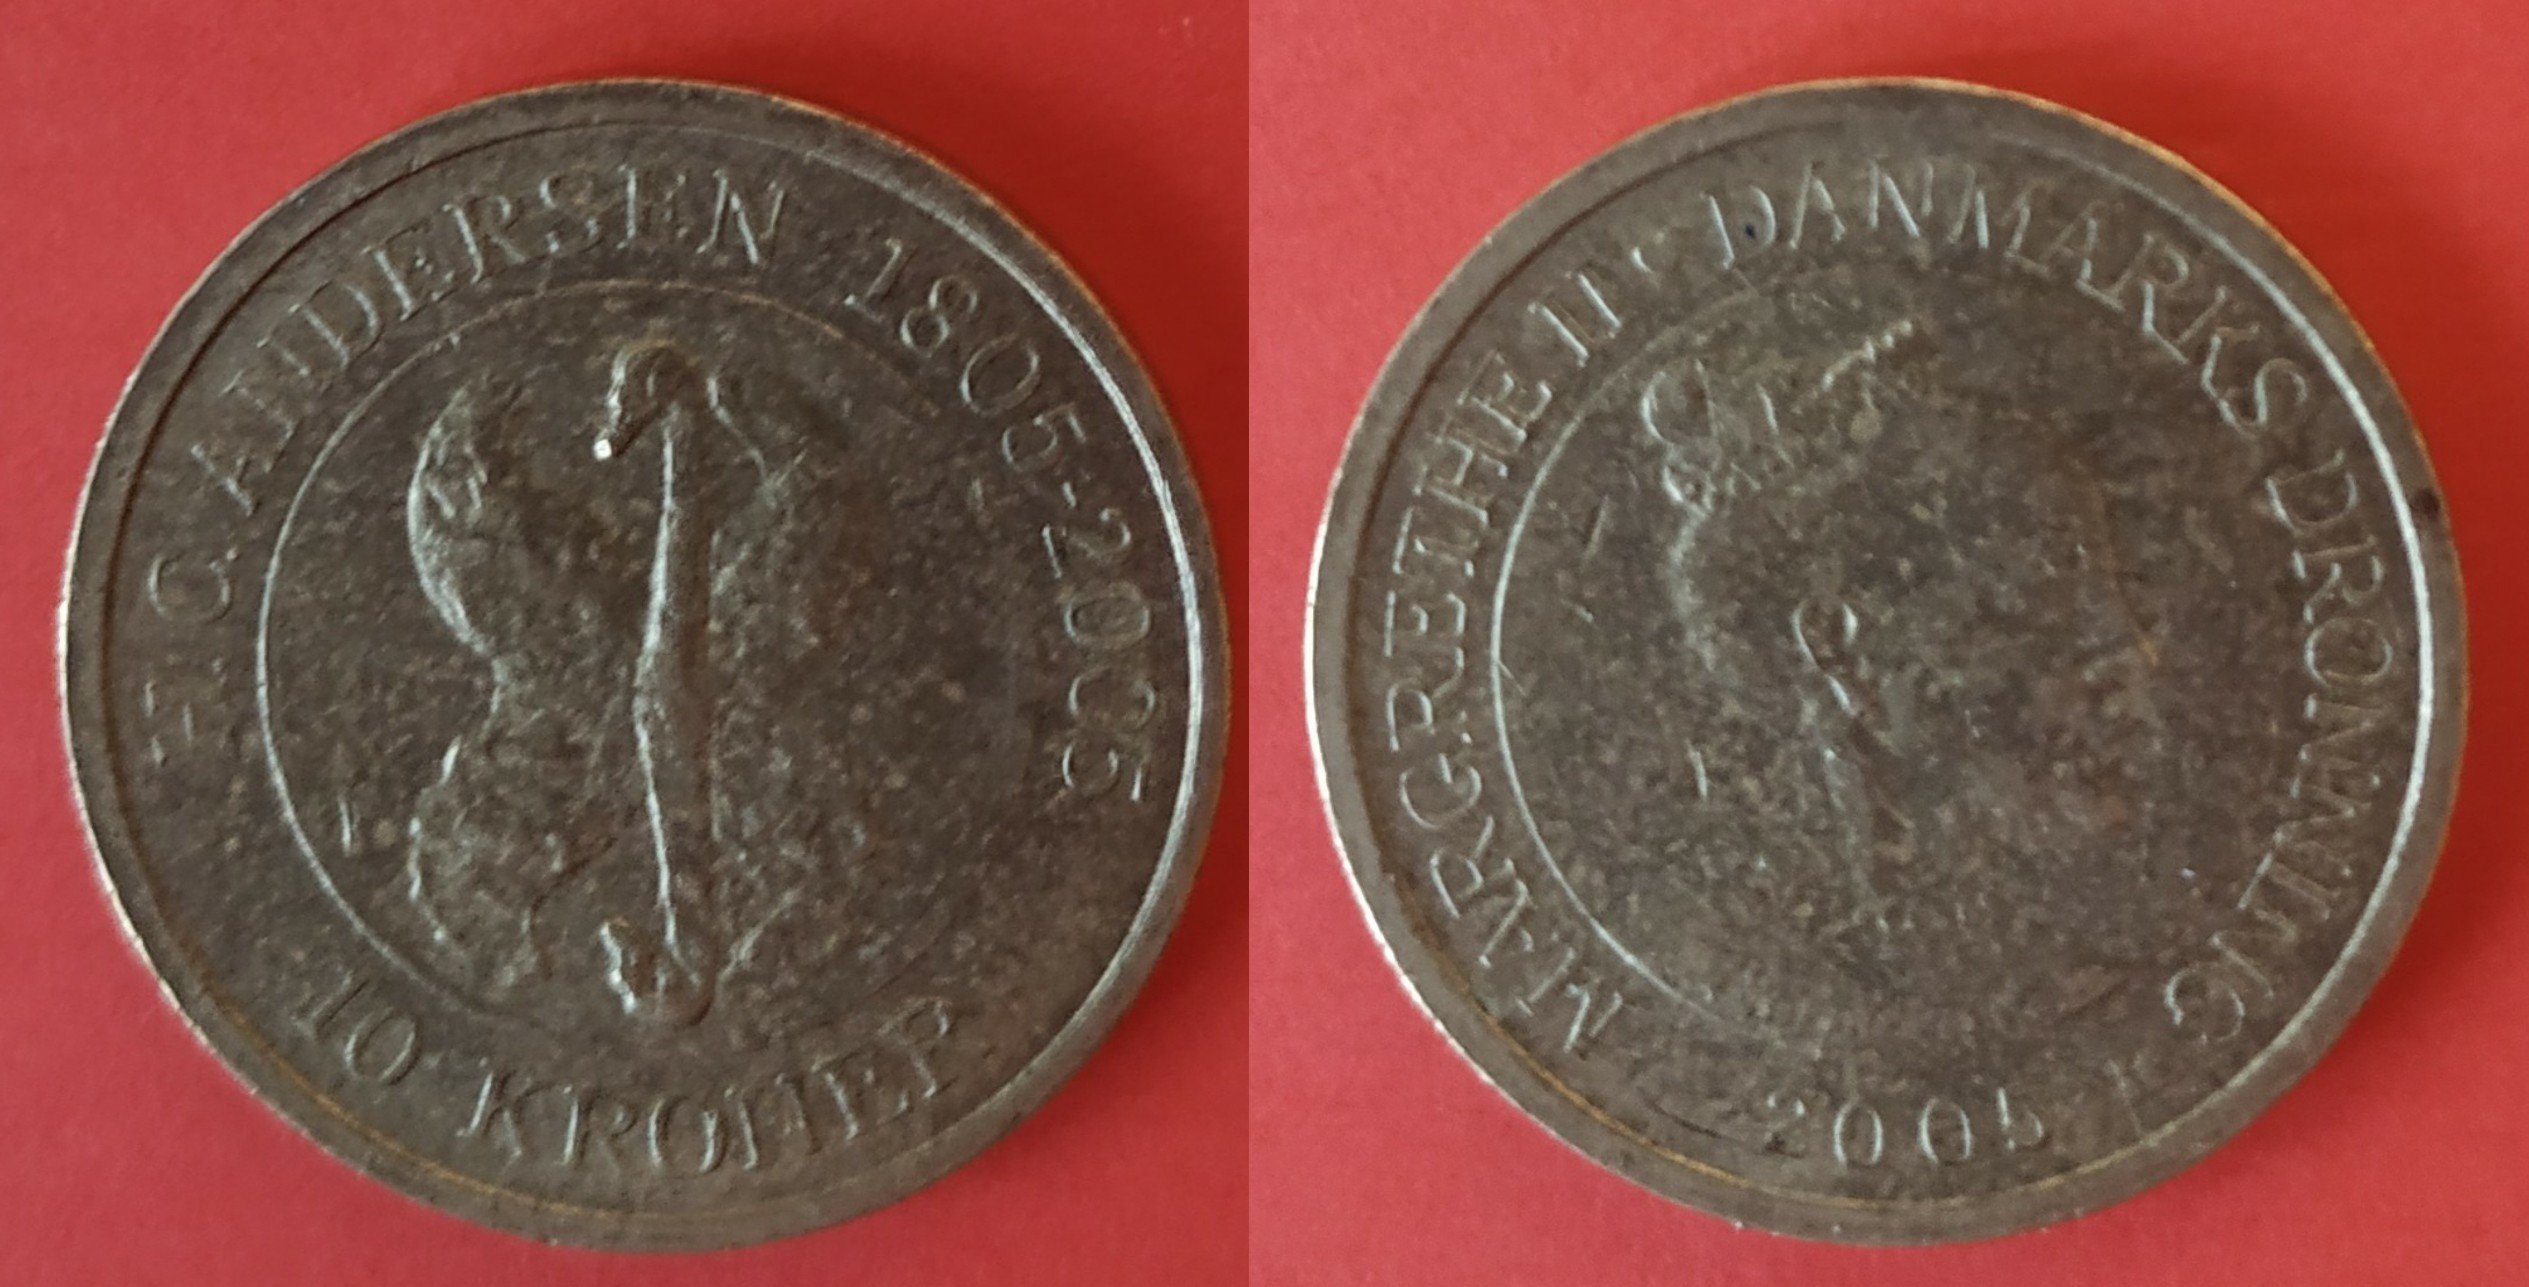 H.C. ANDERSEN 1805-2005
10 KRONER
MARGRETHE II · DANMARKS DRONNING
2005